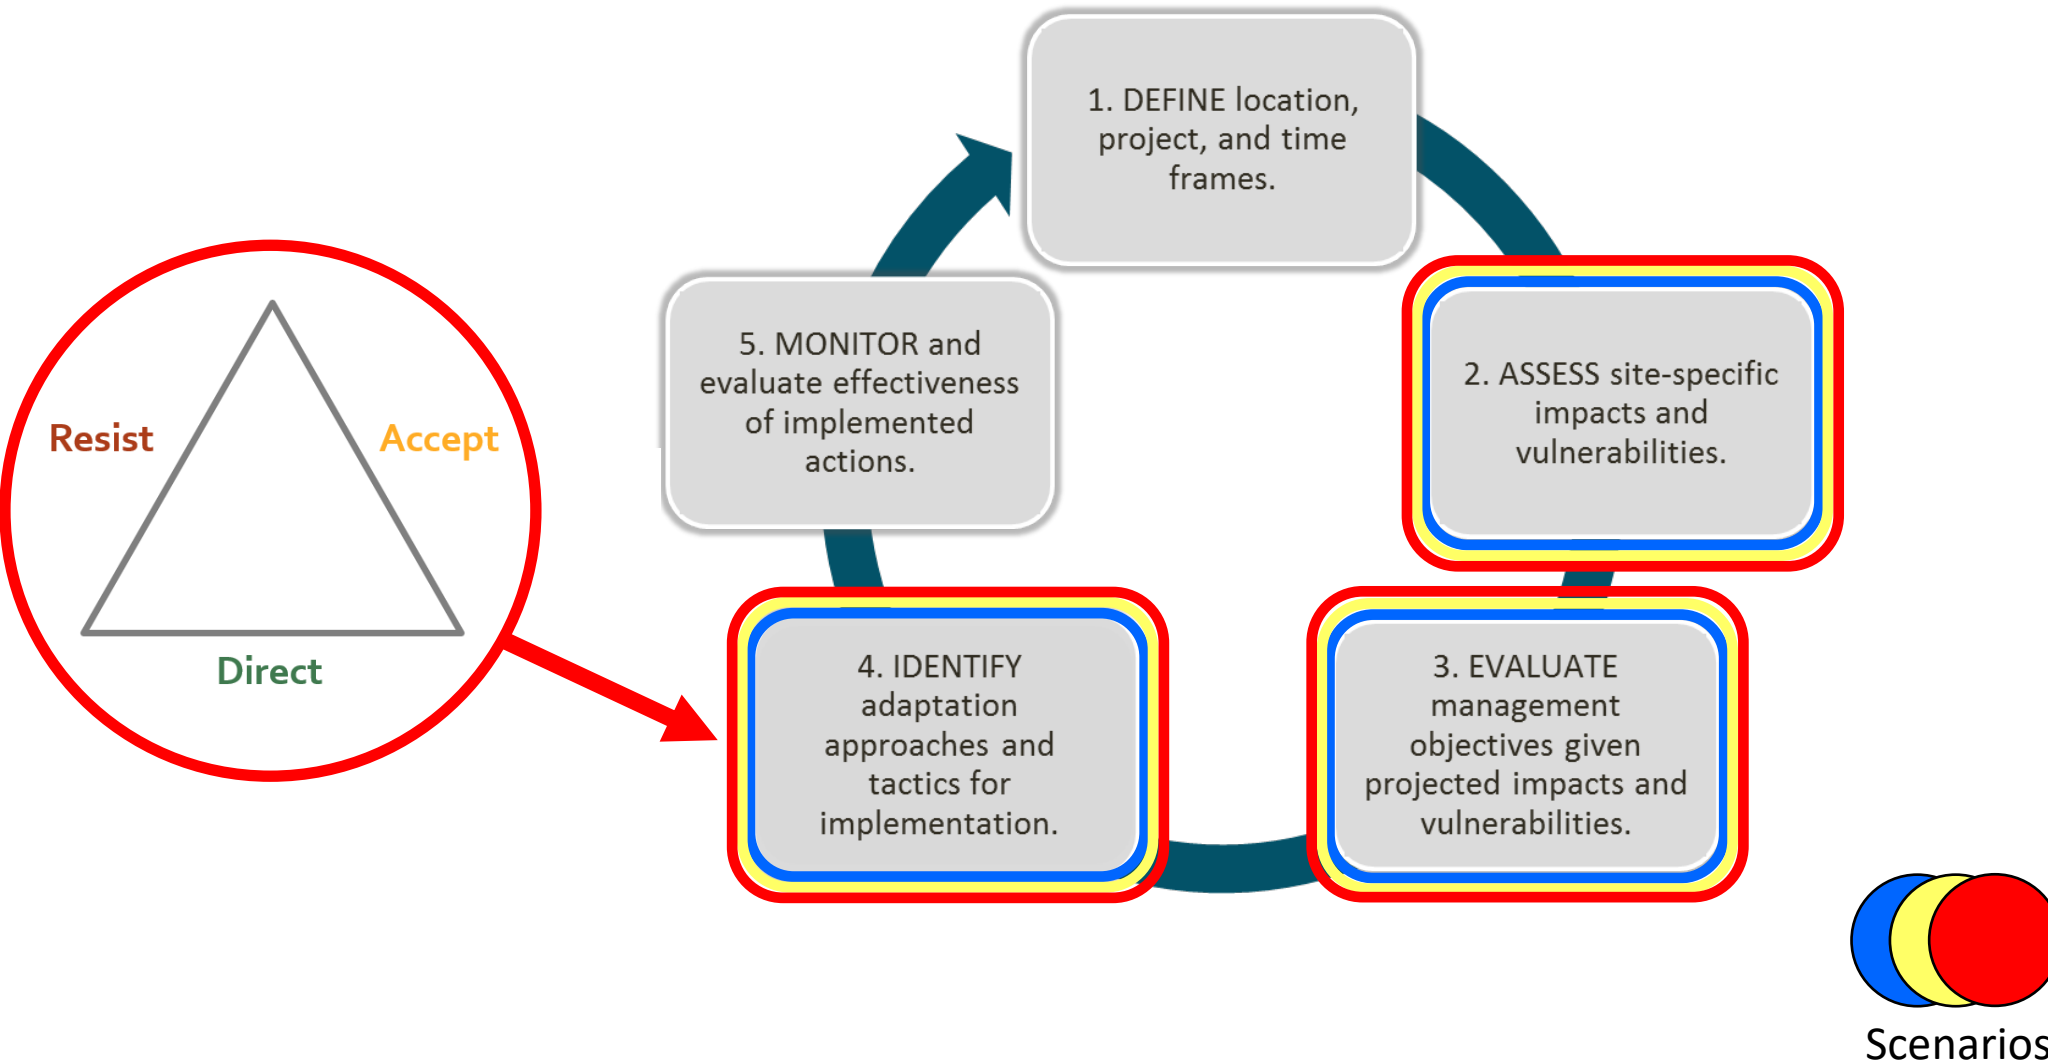 1. DEFINE location,
project, and time
frames.
2. ASSESS site-specific
impacts and
vulnerabilities.
3. EVALUATE
management
objectives given
projected impacts and
vulnerabilities.
4. IDENTIFY
adaptation
approaches and
tactics for
implementation.
5. MONITOR and
evaluate effectiveness
of implemented
actions.
Resist
Accept
Direct
Scenarios